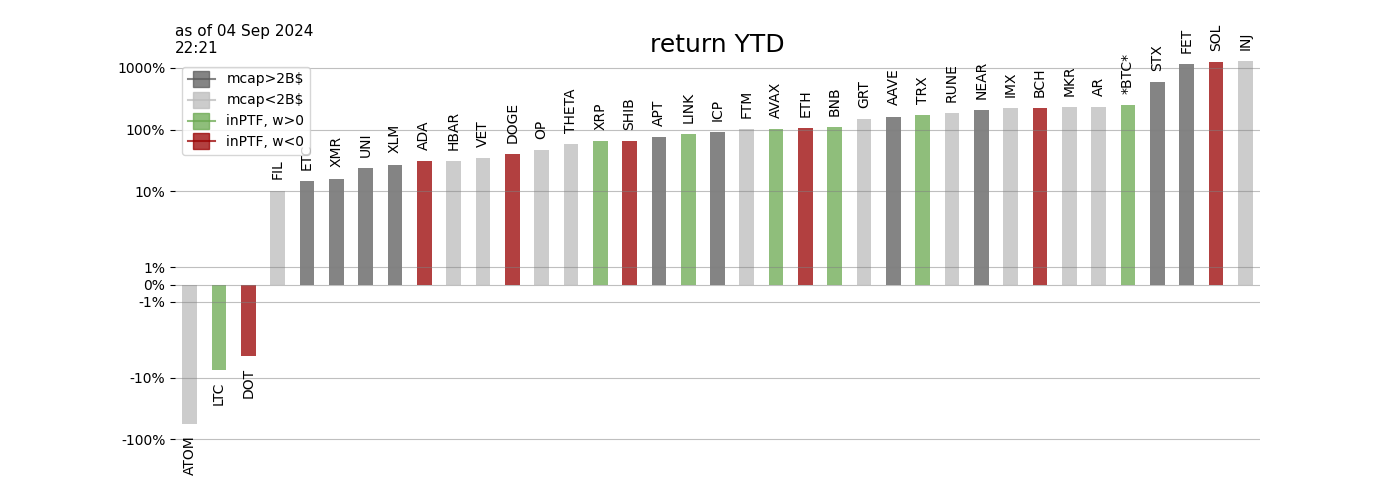 as of 04 Sep 2024
22:21
return YTD
1000%
100%
10%
1%
0%
-1%
-10%
-100%
mcap>2B$
mcap<2B$
inPTF, w>0
inPTF, w<0
ATOM
LTC
DOT
FIL
ETC
XMR
UNI
XLM
ADA
HBAR
VET
DOGE
OP
THETA
XRP
SHIB
APT
LINK
ICP
FTM
AVAX
ETH
BNB
GRT
AAVE
TRX
RUNE
NEAR
IMX
BCH
MKR
AR
*BTC*
STX
FET
SOL
INJ